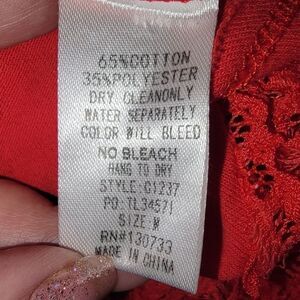 65%COTTON
35%POLYESTER
DRY CLEANONLY
WATER SEPARATELY
COLOR WILL BLEED
NO BLEACH
HANG TO DRY
STYLE:G1237
PO:TL34571
SIZE:M
RN#130733
MADE IN CHINA